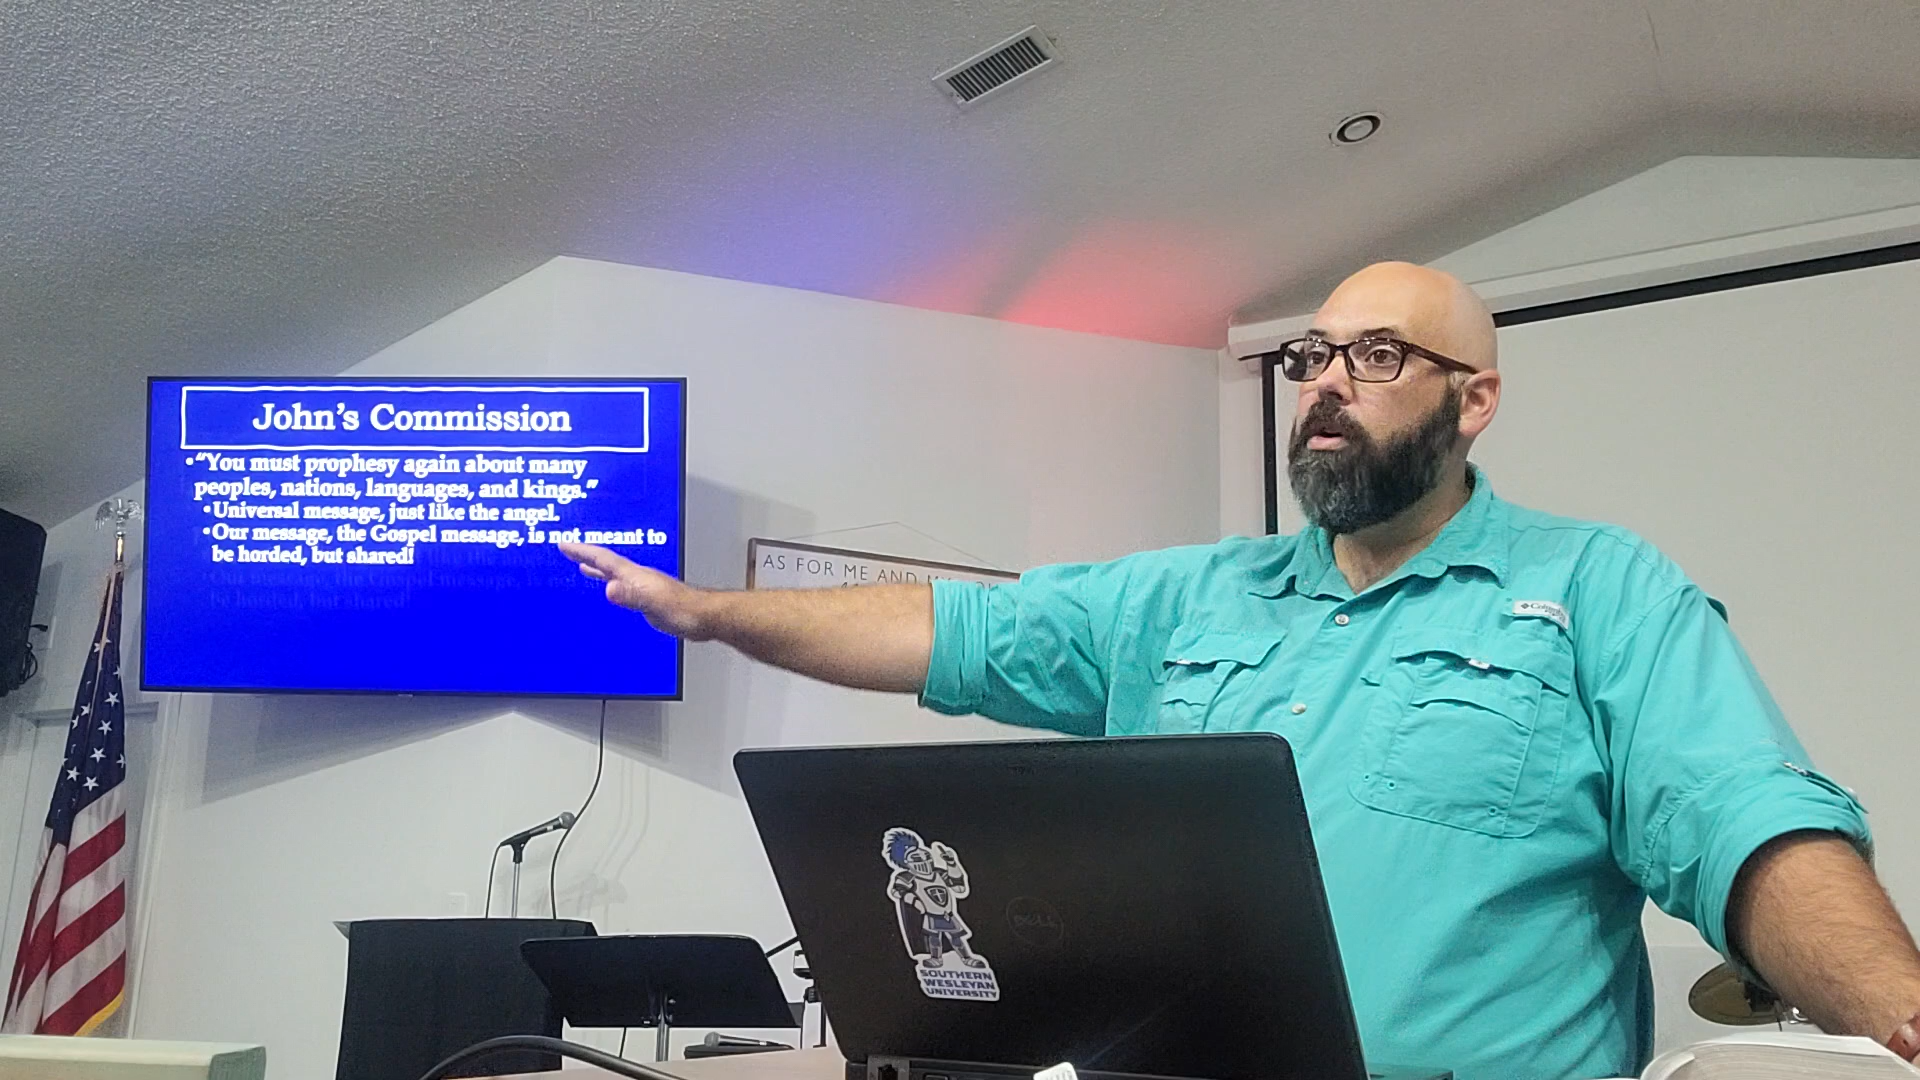 John's Commission
•"You must prophesy again about many
peoples, nations, languages, and kings."
•Universal message, just like the angel.
•Our message, the Gospel message, is not meant to
be horded, but shared!
AS FOR ME AND
Columbia
DELL
SOUTHERN
WESLEYAN
UNIVERSITY